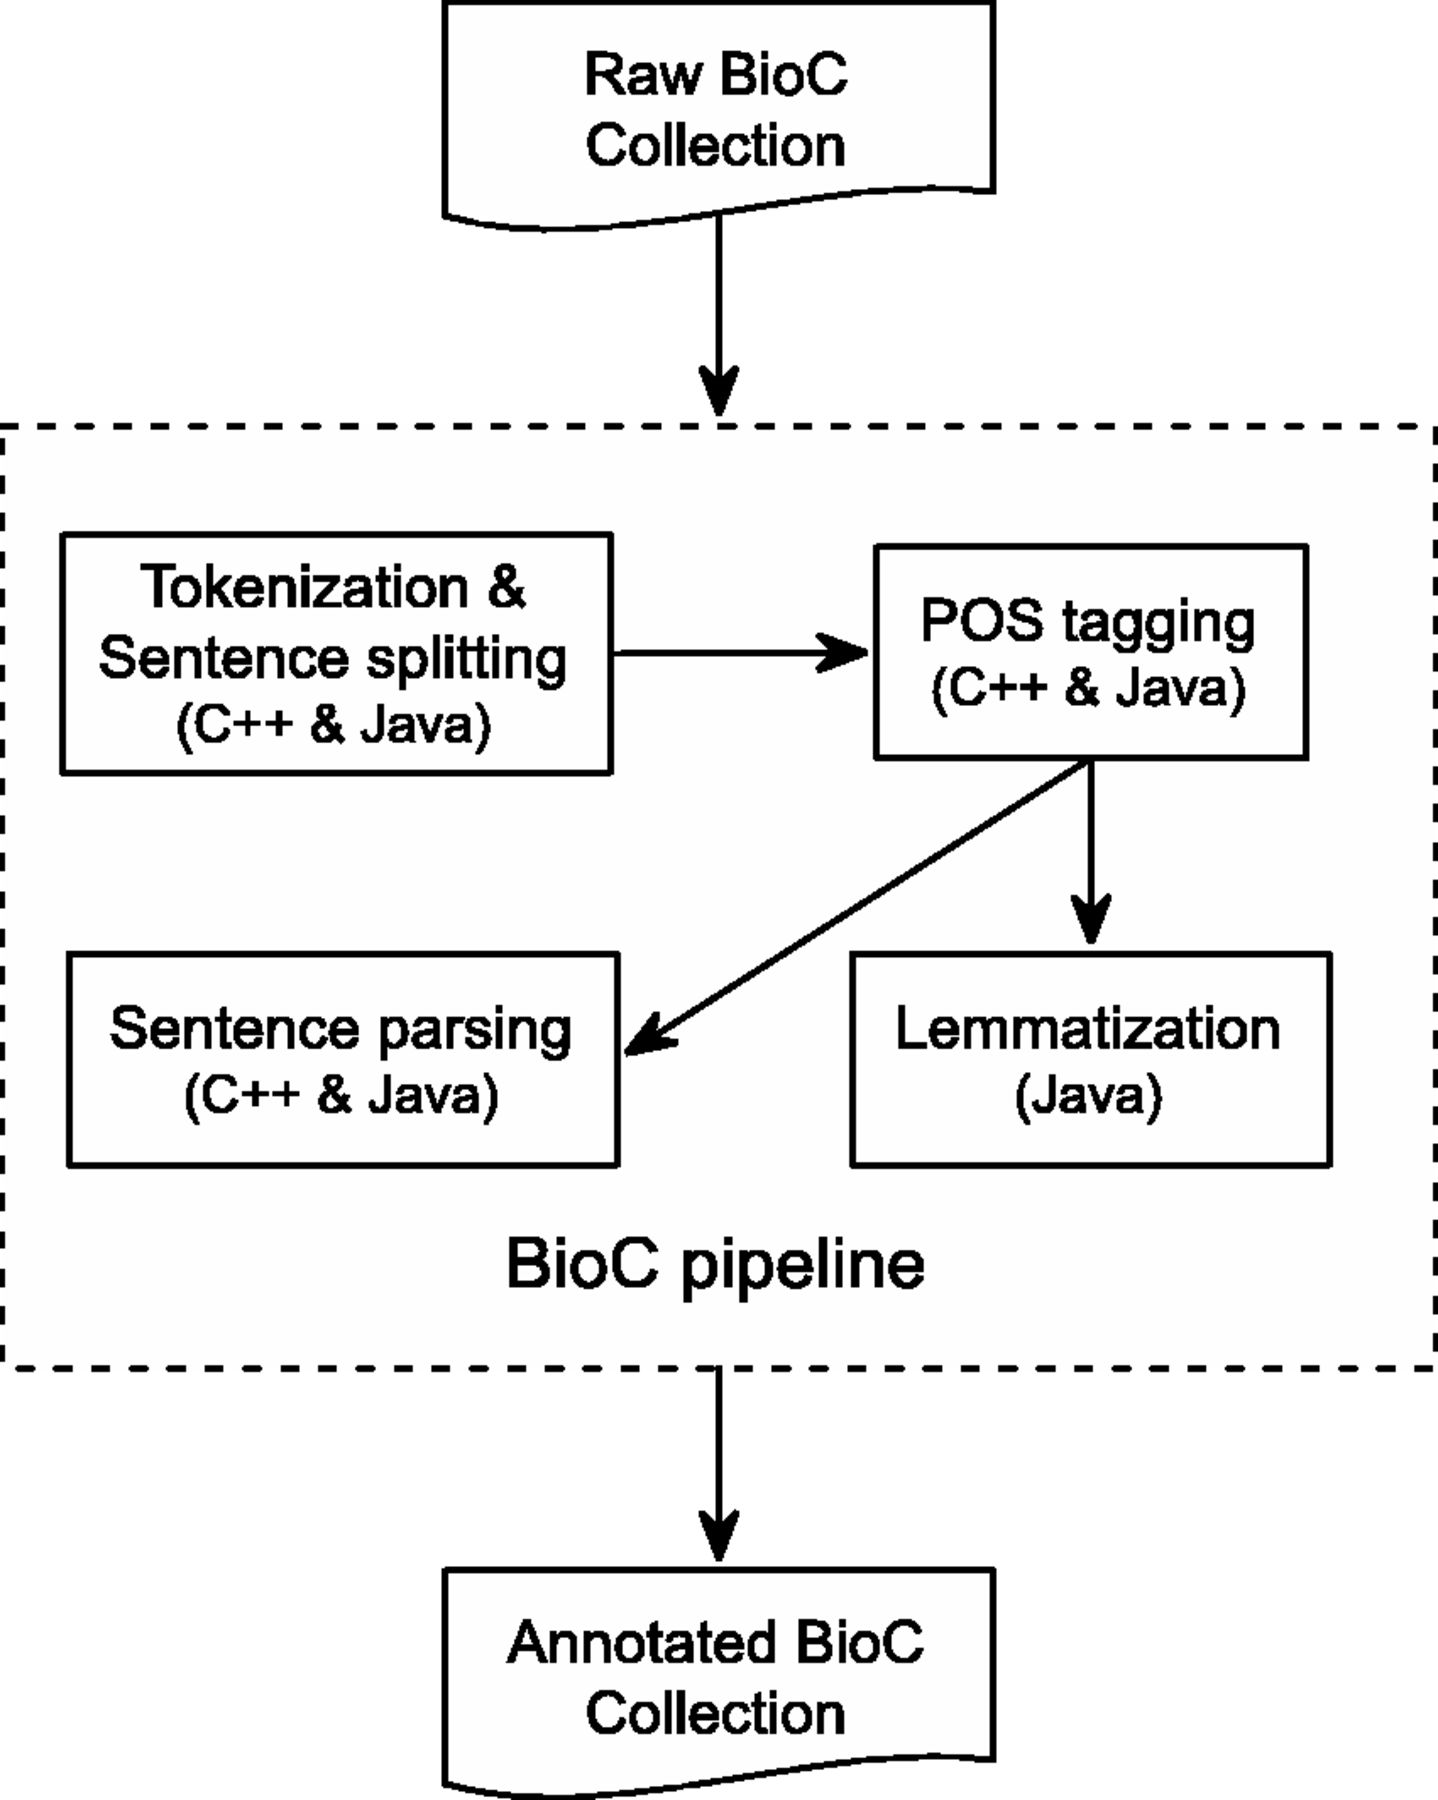 Raw BioC
Collection
Tokenization &
Sentence splitting
(C++ & Java)
POS tagging
(C++ & Java)
Sentence parsing
(C++ & Java)
Lemmatization
(Java)
BioC pipeline
Annotated BioC
Collection